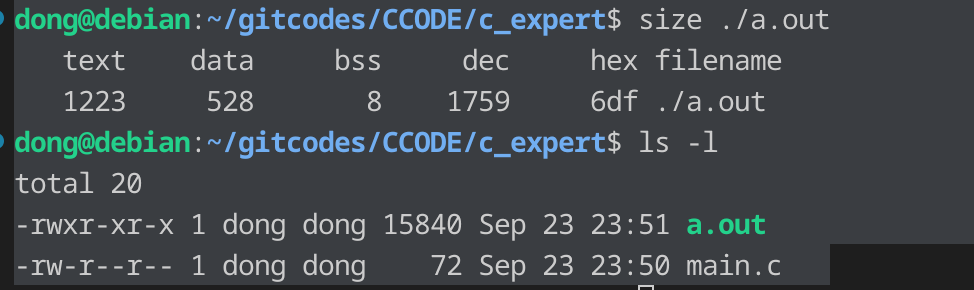 dong@debian:~/gitcodes/CCODE/c_expert$ size ./a.out
   text    data     bss     dec     hex filename
   1223     528       8    1759     6df ./a.out
dong@debian:~/gitcodes/CCODE/c_expert$ ls -l
total 20
-rwxr-xr-x 1 dong dong 15840 Sep 23 23:51 a.out
-rw-r--r-- 1 dong dong    72 Sep 23 23:50 main.c